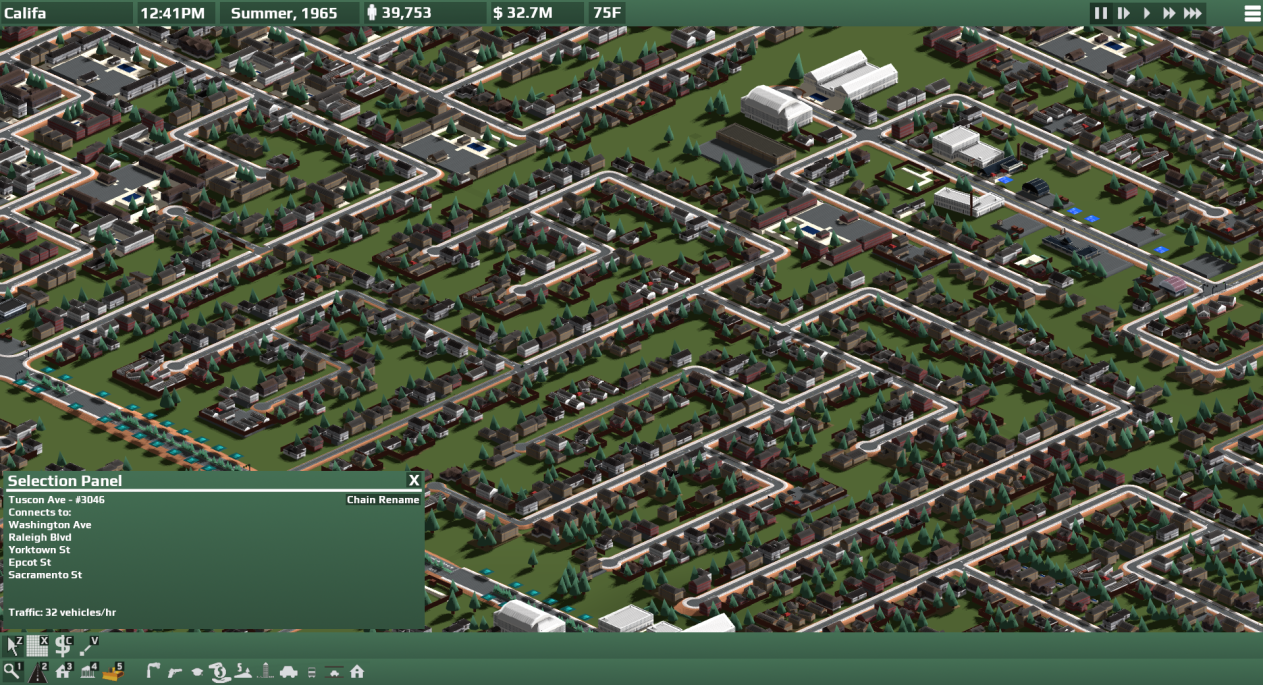 Califa 12:41PM Summer, 1965 39,753 $ 32.7M 75F
Selection Panel X
Tuscon Ave - #3046 Chain Rename
Connects to:
Washington Ave
Raleigh Blvd
Yorktown St
Epcot St
Sacramento St
Traffic: 32 vehicles/hr
Z X $ C V
1 2 3 4 5